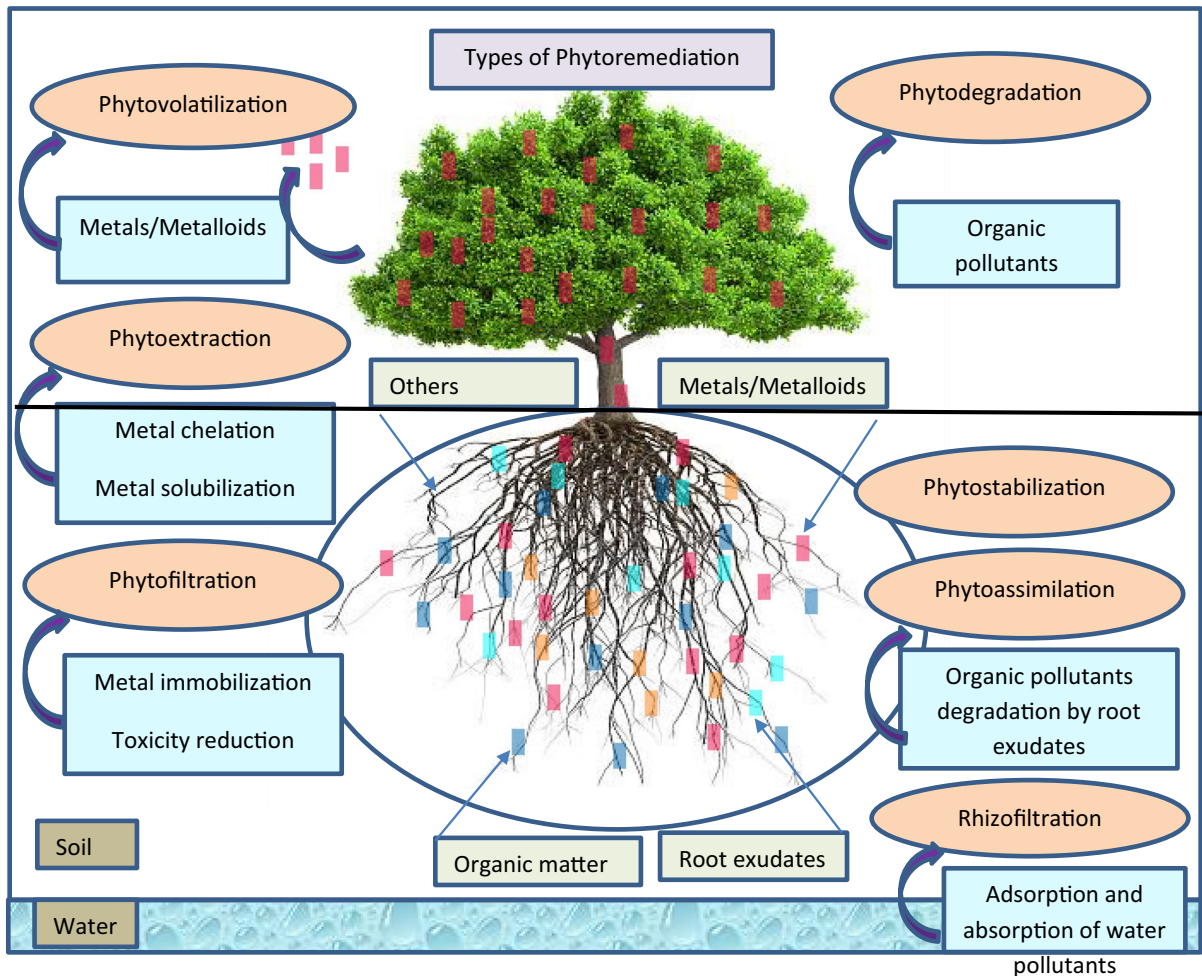 Types of Phytoremediation
Phytovolatilization
Metals/Metalloids
Phytodegradation
Organic
pollutants
Phytoextraction
Metal chelation
Metal solubilization
Others
Metals/Metalloids
Phytostabilization
Phytofiltration
Metal immobilization
Toxicity reduction
Phytoassimilation
Organic pollutants
degradation by root
exudates
Rhizofiltration
Adsorption and
absorption of water
pollutants
Organic matter
Root exudates
Soil
Water